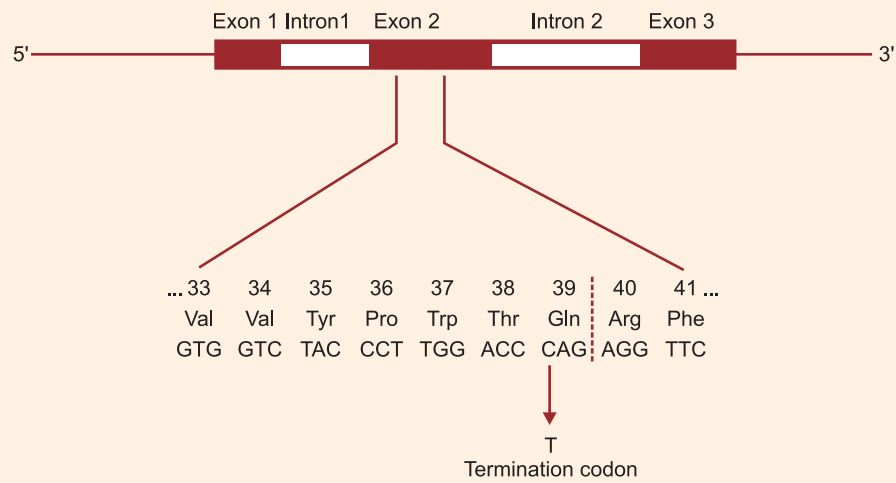 Exon 1 Intron1 Exon 2 Intron 2 Exon 3
5' 3'
... 33 34 35 36 37 38 39 40 41 ...
Val Val Tyr Pro Trp Thr Gln Arg Phe
GTG GTC TAC CCT TGG ACC CAG AGG TTC
T
Termination codon